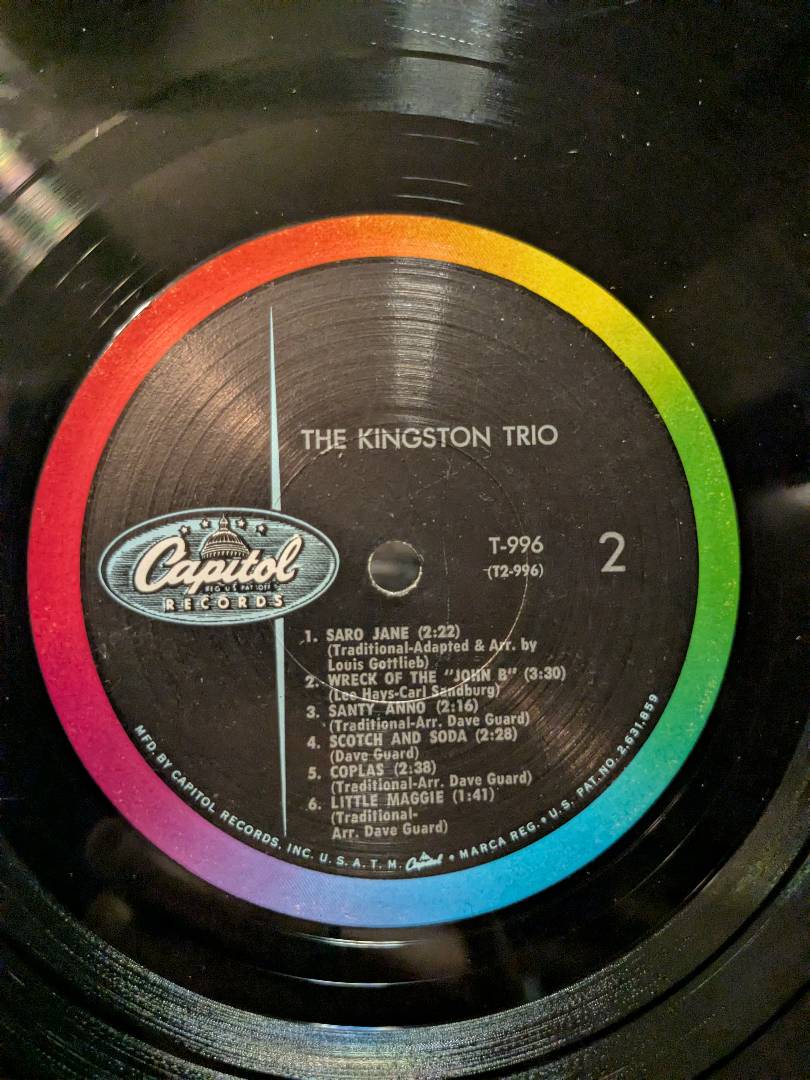 THE KINGSTON TRIO
Capitol
REG. U.S. PAT. OFF.
RECORDS
T-996
(T2-996)
2
1. SARO JANE (2:22)
(Traditional-Adapted & Arr. by
Louis Gottlieb)
2. WRECK OF THE "JOHN B" (3:30)
(Lee Hays-Carl Sandburg)
3. SANTY ANNO (2:16)
(Traditional-Arr. Dave Guard)
4. SCOTCH AND SODA (2:28)
(Dave Guard)
5. COPLAS (2:38)
(Traditional-Arr. Dave Guard)
6. LITTLE MAGGIE (1:41)
(Traditional-
Arr. Dave Guard)
MFD. BY CAPITOL RECORDS, INC. U. S. A. T. M. Capitol • MARCA REG. • U.S. PAT. NO. 2,631,859